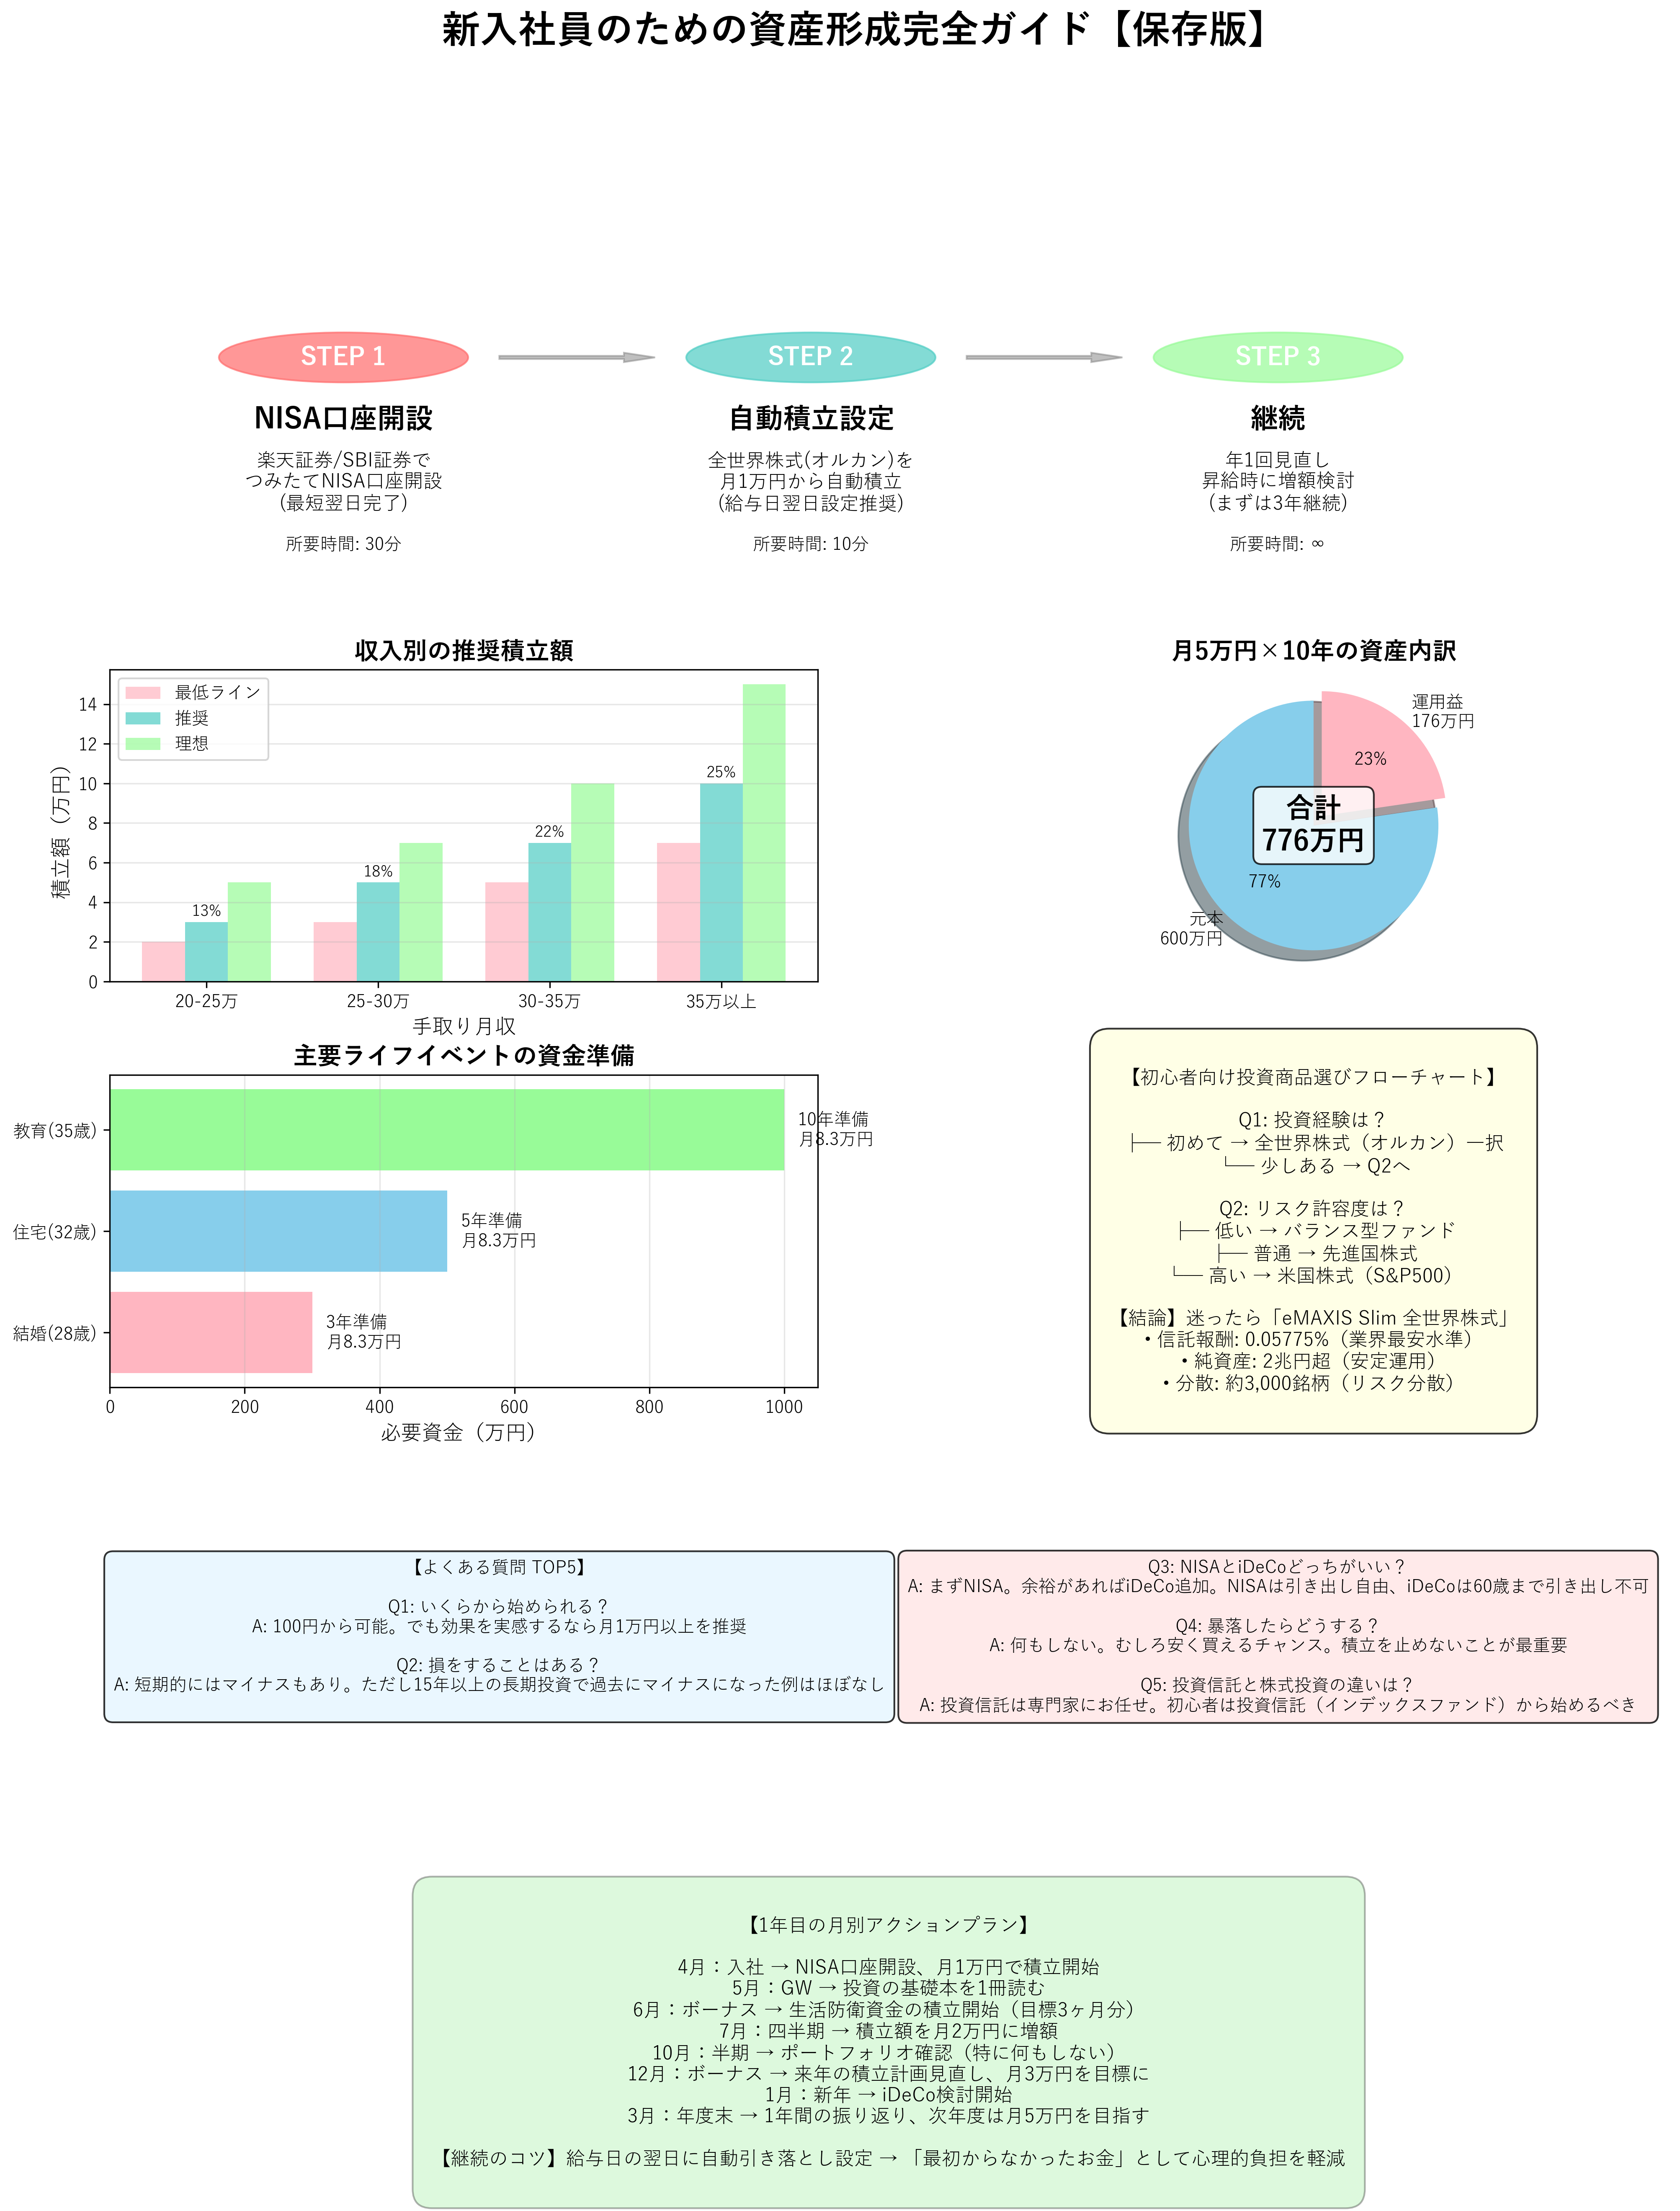 新入社員のための資産形成完全ガイド【保存版】
STEP 1
STEP 2
STEP 3
NISA口座開設
自動積立設定
継続
楽天証券/SBI証券で
つみたてNISA口座開設
(最短翌日完了)
所要時間: 30分
全世界株式(オルカン)を
月1万円から自動積立
(給与日翌日設定推奨)
所要時間: 10分
年1回見直し
昇給時に増額検討
(まずは3年継続)
所要時間: ∞
収入別の推奨積立額
積立額（万円）
14
12
10
8
6
4
2
0
最低ライン
推奨
理想
13%
18%
22%
25%
20-25万
25-30万
30-35万
35万以上
手取り月収
月5万円×10年の資産内訳
運用益
176万円
23%
合計
776万円
77%
元本
600万円
主要ライフイベントの資金準備
教育(35歳)
10年準備
月8.3万円
住宅(32歳)
5年準備
月8.3万円
結婚(28歳)
3年準備
月8.3万円
0
200
400
600
800
1000
必要資金（万円）
【初心者向け投資商品選びフローチャート】
Q1: 投資経験は？
├── 初めて → 全世界株式（オルカン）一択
└── 少しある → Q2へ
Q2: リスク許容度は？
├── 低い → バランス型ファンド
├── 普通 → 先進国株式
└── 高い → 米国株式（S&P500）
【結論】迷ったら「eMAXIS Slim 全世界株式」
• 信託報酬: 0.05775%（業界最安水準）
• 純資産: 2兆円超（安定運用）
• 分散: 約3,000銘柄（リスク分散）
【よくある質問 TOP5】
Q1: いくらから始められる？
A: 100円から可能。でも効果を実感するなら月1万円以上を推奨
Q2: 損をすることはある？
A: 短期的にはマイナスもあり。ただし15年以上の長期投資で過去にマイナスになった例はほぼなし
Q3: NISAとiDeCoどっちがいい？
A: まずNISA。余裕があればiDeCo追加。NISAは引き出し自由、iDeCoは60歳まで引き出し不可
Q4: 暴落したらどうする？
A: 何もしない。むしろ安く買えるチャンス。積立を止めないことが最重要
Q5: 投資信託と株式投資の違いは？
A: 投資信託は専門家にお任せ。初心者は投資信託（インデックスファンド）から始めるべき
【1年目の月別アクションプラン】
4月：入社 → NISA口座開設、月1万円で積立開始
5月：GW → 投資の基礎本を1冊読む
6月：ボーナス → 生活防衛資金の積立開始（目標3ヶ月分）
7月：四半期 → 積立額を月2万円に増額
10月：半期 → ポートフォリオ確認（特に何もしない）
12月：ボーナス → 来年の積立計画見直し、月3万円を目標に
1月：新年 → iDeCo検討開始
3月：年度末 → 1年間の振り返り、次年度は月5万円を目指す
【継続のコツ】給与日の翌日に自動引き落とし設定 → 「最初からなかったお金」として心理的負担を軽減